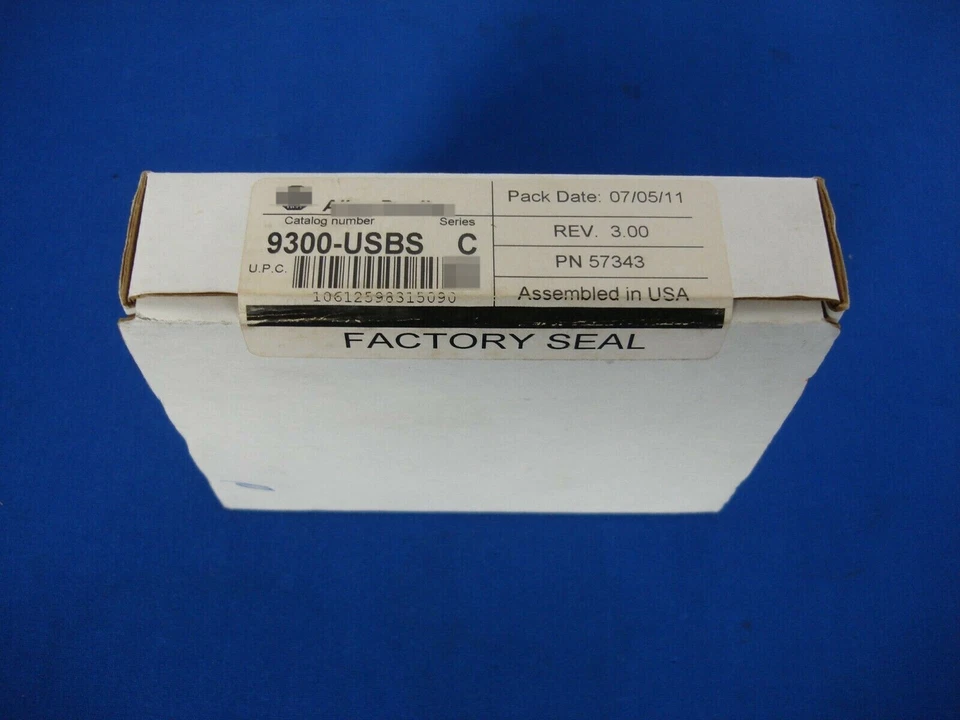 Catalog number Series
9300-USBS C
U.P.C.
10612598315090
Pack Date: 07/05/11
REV. 3.00
PN 57343
Assembled in USA
FACTORY SEAL